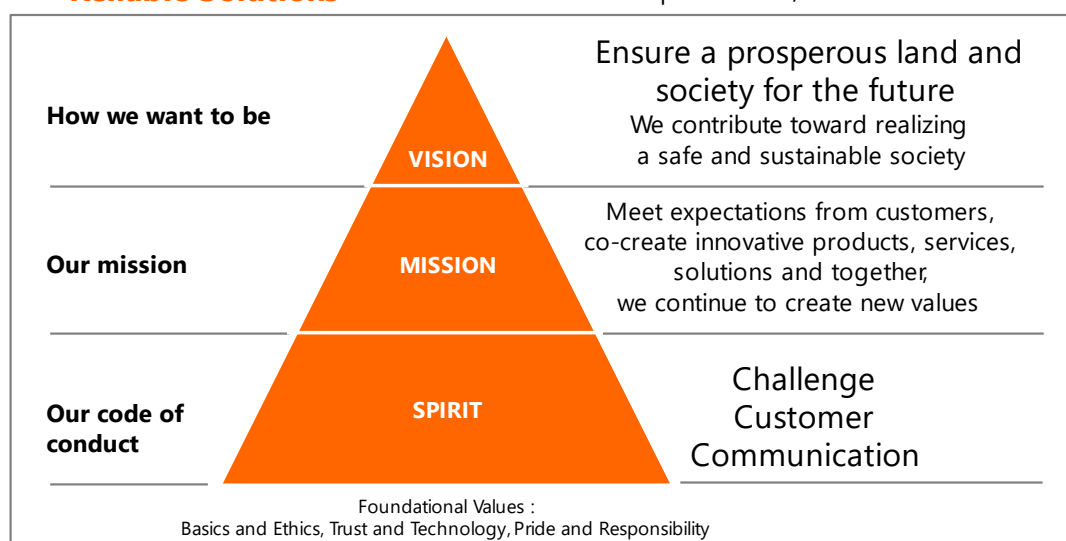 Reliable Solutions
How we want to be
VISION
Ensure a prosperous land and
society for the future
We contribute toward realizing
a safe and sustainable society
Our mission
MISSION
Meet expectations from customers,
co-create innovative products, services,
solutions and together,
we continue to create new values
Our code of
conduct
SPIRIT
Challenge
Customer
Communication
Foundational Values :
Basics and Ethics, Trust and Technology, Pride and Responsibility